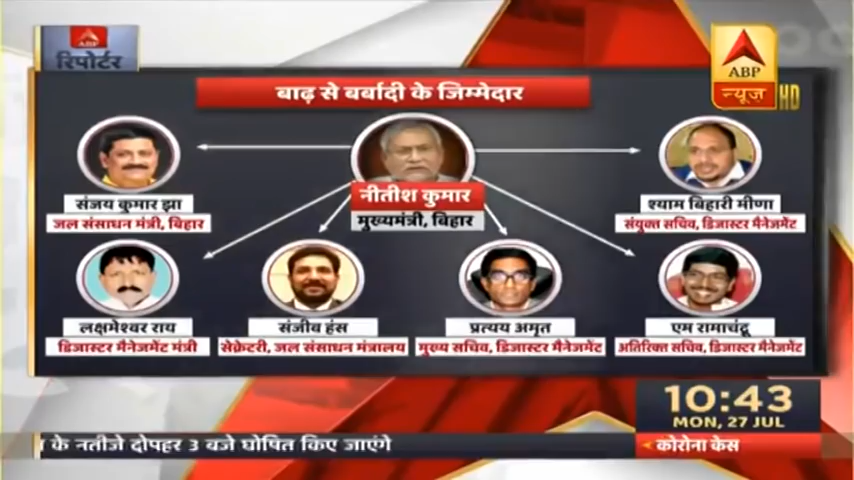 ABP
रिपोर्टर
ABP
न्यूज़
HD
बाढ़ से बर्बादी के जिम्मेदार
संजय कुमार झा
जल संसाधन मंत्री, बिहार
नीतीश कुमार
मुख्यमंत्री, बिहार
श्याम बिहारी मीणा
संयुक्त सचिव, डिजास्टर मैनेजमेंट
लक्षमेश्वर राय
डिजास्टर मैनेजमेंट मंत्री
संजीव हंस
सेक्रेटरी, जल संसाधन मंत्रालय
प्रत्यय अमृत
मुख्य सचिव, डिजास्टर मैनेजमेंट
एम रामाचंद्रू
अतिरिक्त सचिव, डिजास्टर मैनेजमेंट
10:43
MON, 27 JUL
के नतीजे दोपहर 3 बजे घोषित किए जाएंगे
कोरोना केस